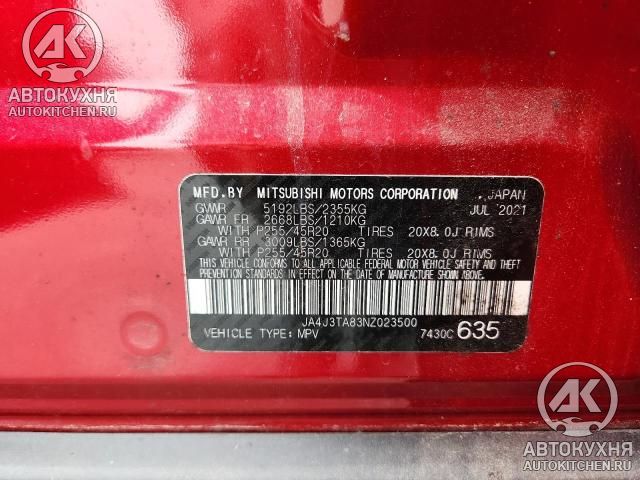 AK
АВТОКУХНЯ
AUTOKITCHEN.RU
MFD.BY MITSUBISHI MOTORS CORPORATION , JAPAN
GVWR 5192LBS/2355KG JUL 2021
GAWR FR 2668LBS/1210KG
WITH P255/45R20 TIRES 20X8.0J RIMS
GAWR RR 3009LBS/1365KG
WITH P255/45R20 TIRES 20X8.0J RIMS
THIS VEHICLE CONFORMS TO ALL APPLICABLE FEDERAL MOTOR VEHICLE SAFETY AND
THEFT PREVENTION STANDARDS IN EFFECT ON THE DATE OF MANUFACTURE SHOWN ABOVE.
JA4J3TA83NZ023500
VEHICLE TYPE: MPV 7430C 635
AK
АВТОКУХНЯ
AUTOKITCHEN.RU